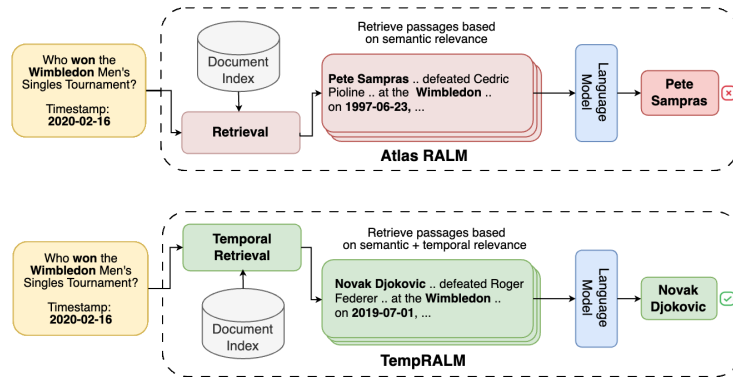 Who won the
Wimbledon Men's
Singles Tournament?
Timestamp:
2020-02-16
Document
Index
Retrieval
Retrieve passages based
on semantic relevance
Pete Sampras .. defeated Cedric
Pioline .. at the Wimbledon ..
on 1997-06-23, ...
Language
Model
Pete
Sampras
Atlas RALM
Who won the
Wimbledon Men's
Singles Tournament?
Timestamp:
2020-02-16
Temporal
Retrieval
Document
Index
Retrieve passages based
on semantic + temporal relevance
Novak Djokovic .. defeated Roger
Federer .. at the Wimbledon ..
on 2019-07-01, ...
Language
Model
Novak
Djokovic
TempRALM